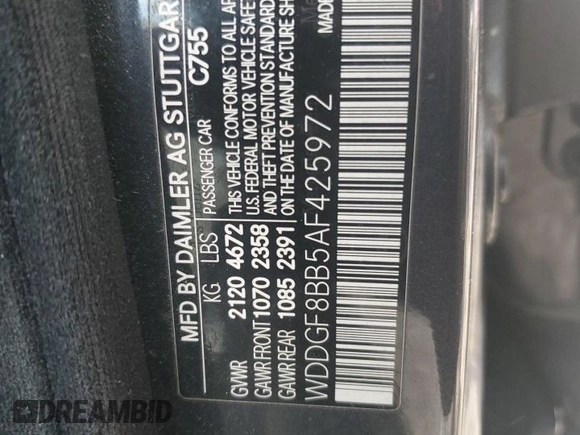 MFD BY DAIMLER AG STUTTGAR
C755
KG LBS PASSENGER CAR
GVWR 2120 4672
GAWR FRONT 1070 2358
GAWR REAR 1085 2391
THIS VEHICLE CONFORMS TO ALL AP
U.S. FEDERAL MOTOR VEHICLE SAFE
AND THEFT PREVENTION STANDARD
ON THE DATE OF MANUFACTURE SH
WDDGF8BB5AF425972
MADE
DREAMBID